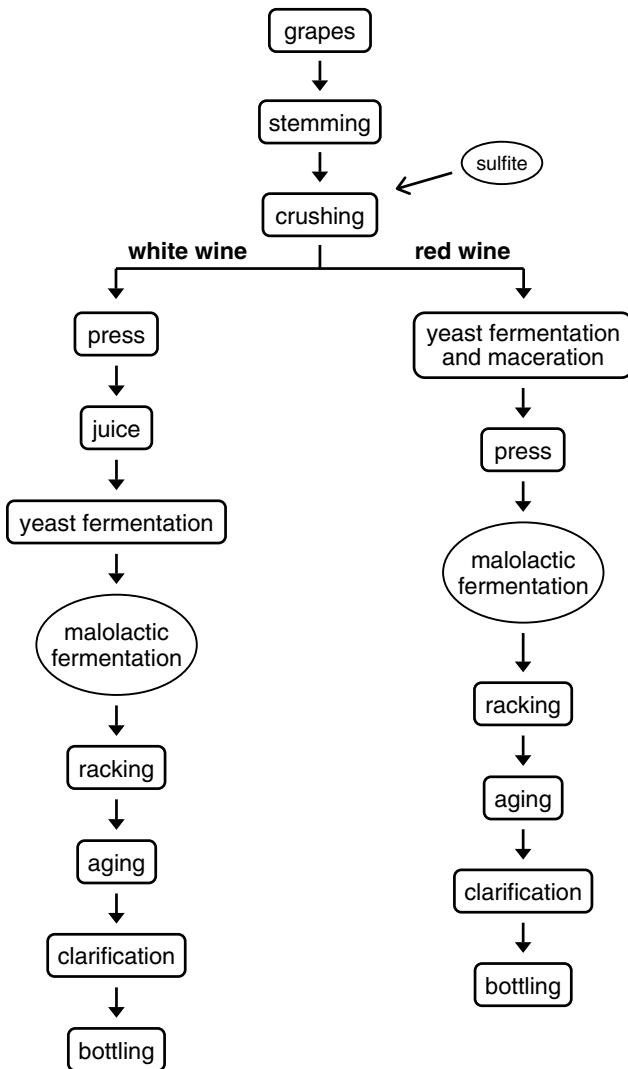 grapes
stemming
sulfite
crushing
white wine
red wine
press
juice
yeast fermentation
malolactic
fermentation
racking
aging
clarification
bottling
yeast fermentation
and maceration
press
malolactic
fermentation
racking
aging
clarification
bottling